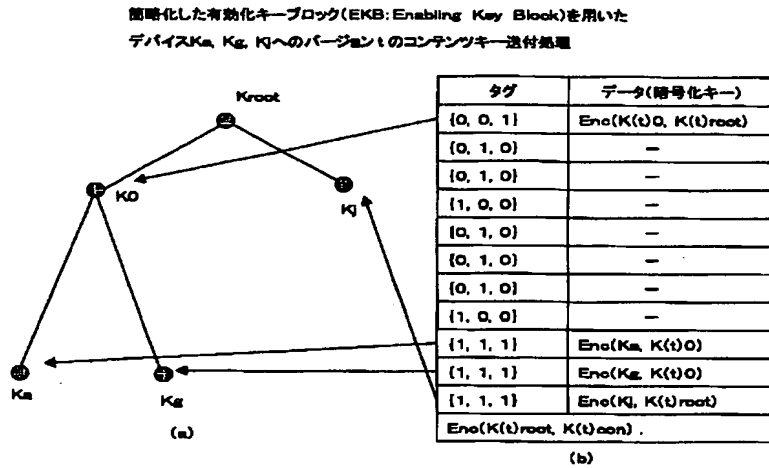 簡略化した有効化キーブロック(EKB:Enabling Key Block)を用いた
デバイスKa, Kg, Kjへのバージョンtのコンテンツキー送付処理
Kroot
K0
Kj
Ka
Kg
(a)
タグ データ(暗号化キー)
{0, 0, 1} Enc(K(t)0, K(t)root)
{0, 1, 0} —
{0, 1, 0} —
{1, 0, 0} —
{0, 1, 0} —
{0, 1, 0} —
{0, 1, 0} —
{1, 0, 0} —
{1, 1, 1} Enc(Ka, K(t)0)
{1, 1, 1} Enc(Kg, K(t)0)
{1, 1, 1} Enc(Kj, K(t)root)
Enc(K(t)root, K(t)con) .
(b)